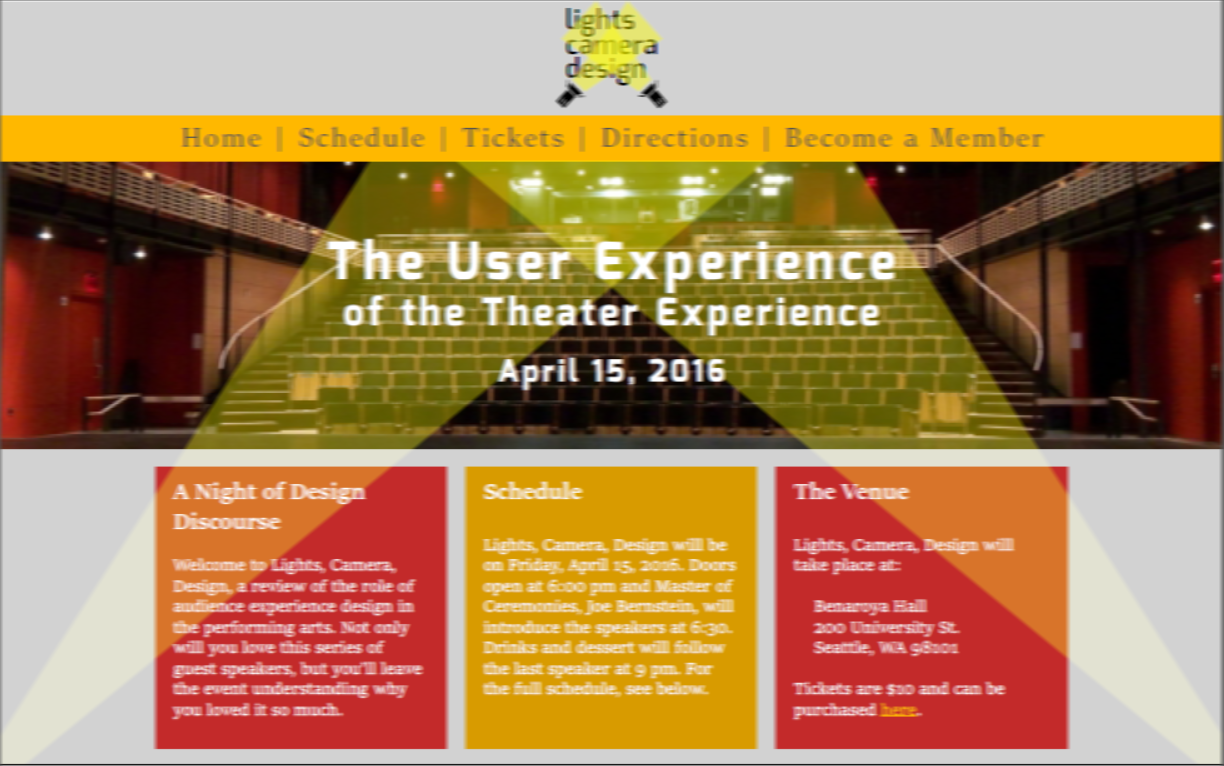 lights
camera
design
Home | Schedule | Tickets | Directions | Become a Member
The User Experience
of the Theater Experience
April 15, 2016
A Night of Design
Discourse
Welcome to Lights, Camera,
Design, a review of the role of
audience experience design in
the performing arts. Not only
will you love this series of
guest speakers, but you'll leave
the event understanding why
you loved it so much.
Schedule
Lights, Camera, Design will be
on Friday, April 15, 2016. Doors
open at 6:00 pm and Master of
Ceremonies, Joe Bernstein, will
introduce the speakers at 6:30.
Drinks and dessert will follow
the last speaker at 9 pm. For
the full schedule, see below.
The Venue
Lights, Camera, Design will
take place at:
Benaroya Hall
200 University St.
Seattle, WA 98101
Tickets are $10 and can be
purchased here.